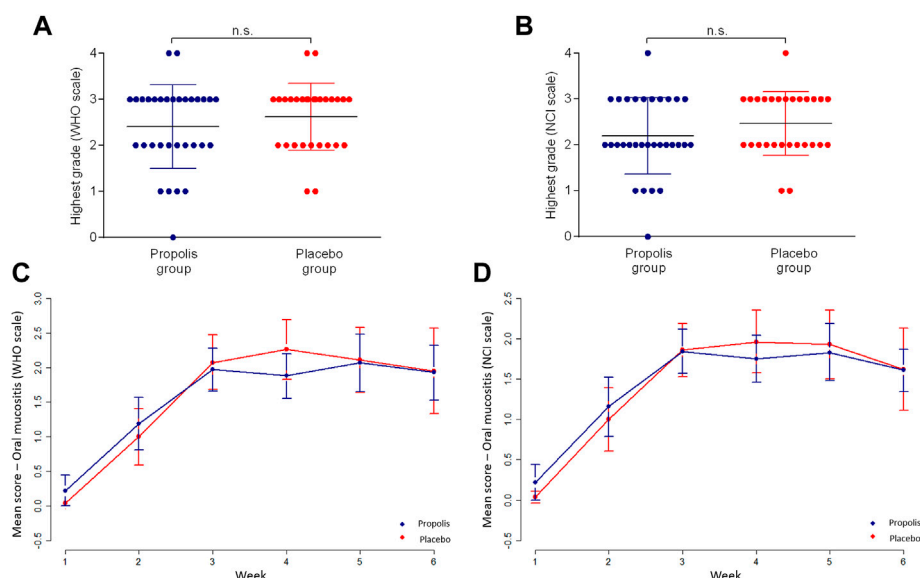 A
n.s.
Highest grade (WHO scale)
4
3
2
1
0
Propolis
group
Placebo
group
B
n.s.
Highest grade (NCI scale)
4
3
2
1
0
Propolis
group
Placebo
group
C
Mean score – Oral mucositis (WHO scale)
3.0
2.5
2.0
1.5
1.0
0.5
0.0
-0.5
Propolis
Placebo
1 2 3 4 5 6
Week
D
Mean score – Oral mucositis (NCI scale)
2.5
2.0
1.5
1.0
0.5
0.0
-0.5
Propolis
Placebo
1 2 3 4 5 6
Week